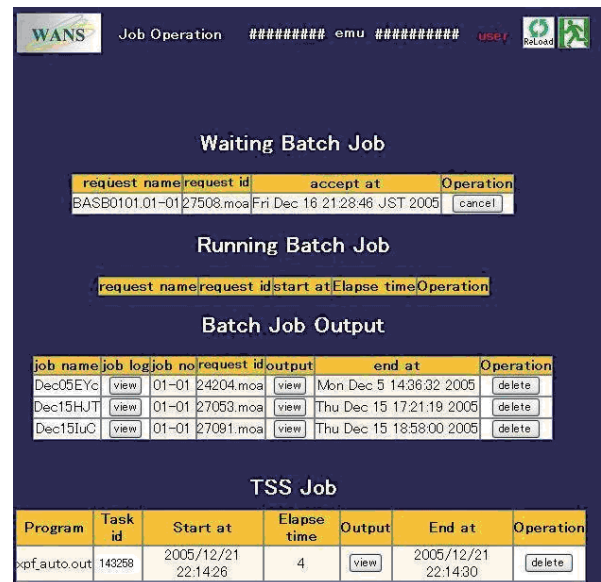 WANS Job Operation ######### emu ########## user ReLoad
Waiting Batch Job
request name request id accept at Operation
BASB0101.01-01 27508.moa Fri Dec 16 21:28:46 JST 2005 cancel
Running Batch Job
request name request id start at Elapse time Operation
Batch Job Output
job name job log job no request id output end at Operation
Dec05EYc view 01-01 24204.moa view Mon Dec 5 14:36:32 2005 delete
Dec15HJT view 01-01 27053.moa view Thu Dec 15 17:21:19 2005 delete
Dec15IuC view 01-01 27091.moa view Thu Dec 15 18:58:00 2005 delete
TSS Job
Program Task id Start at Elapse time Output End at Operation
xpf_auto.out 143258 2005/12/21 22:14:26 4 view 2005/12/21 22:14:30 delete